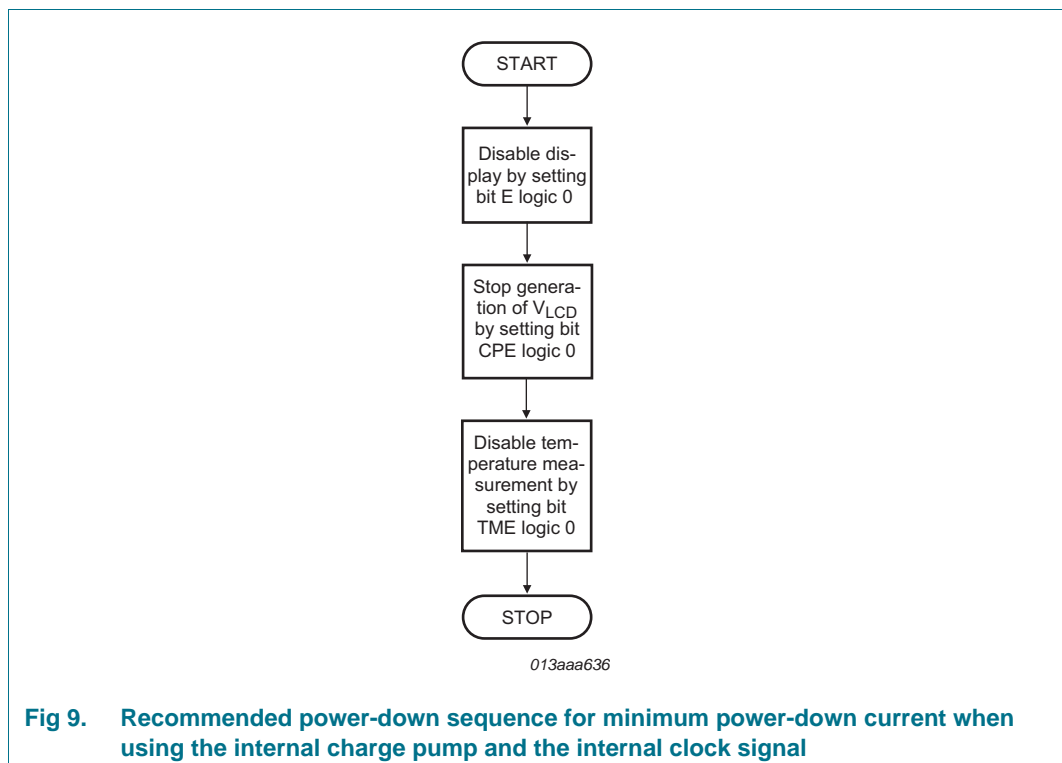 START
Disable dis-
play by setting
bit E logic 0
Stop genera-
tion of VLCD
by setting bit
CPE logic 0
Disable tem-
perature mea-
surement by
setting bit
TME logic 0
STOP
013aaa636
Fig 9. Recommended power-down sequence for minimum power-down current when
using the internal charge pump and the internal clock signal